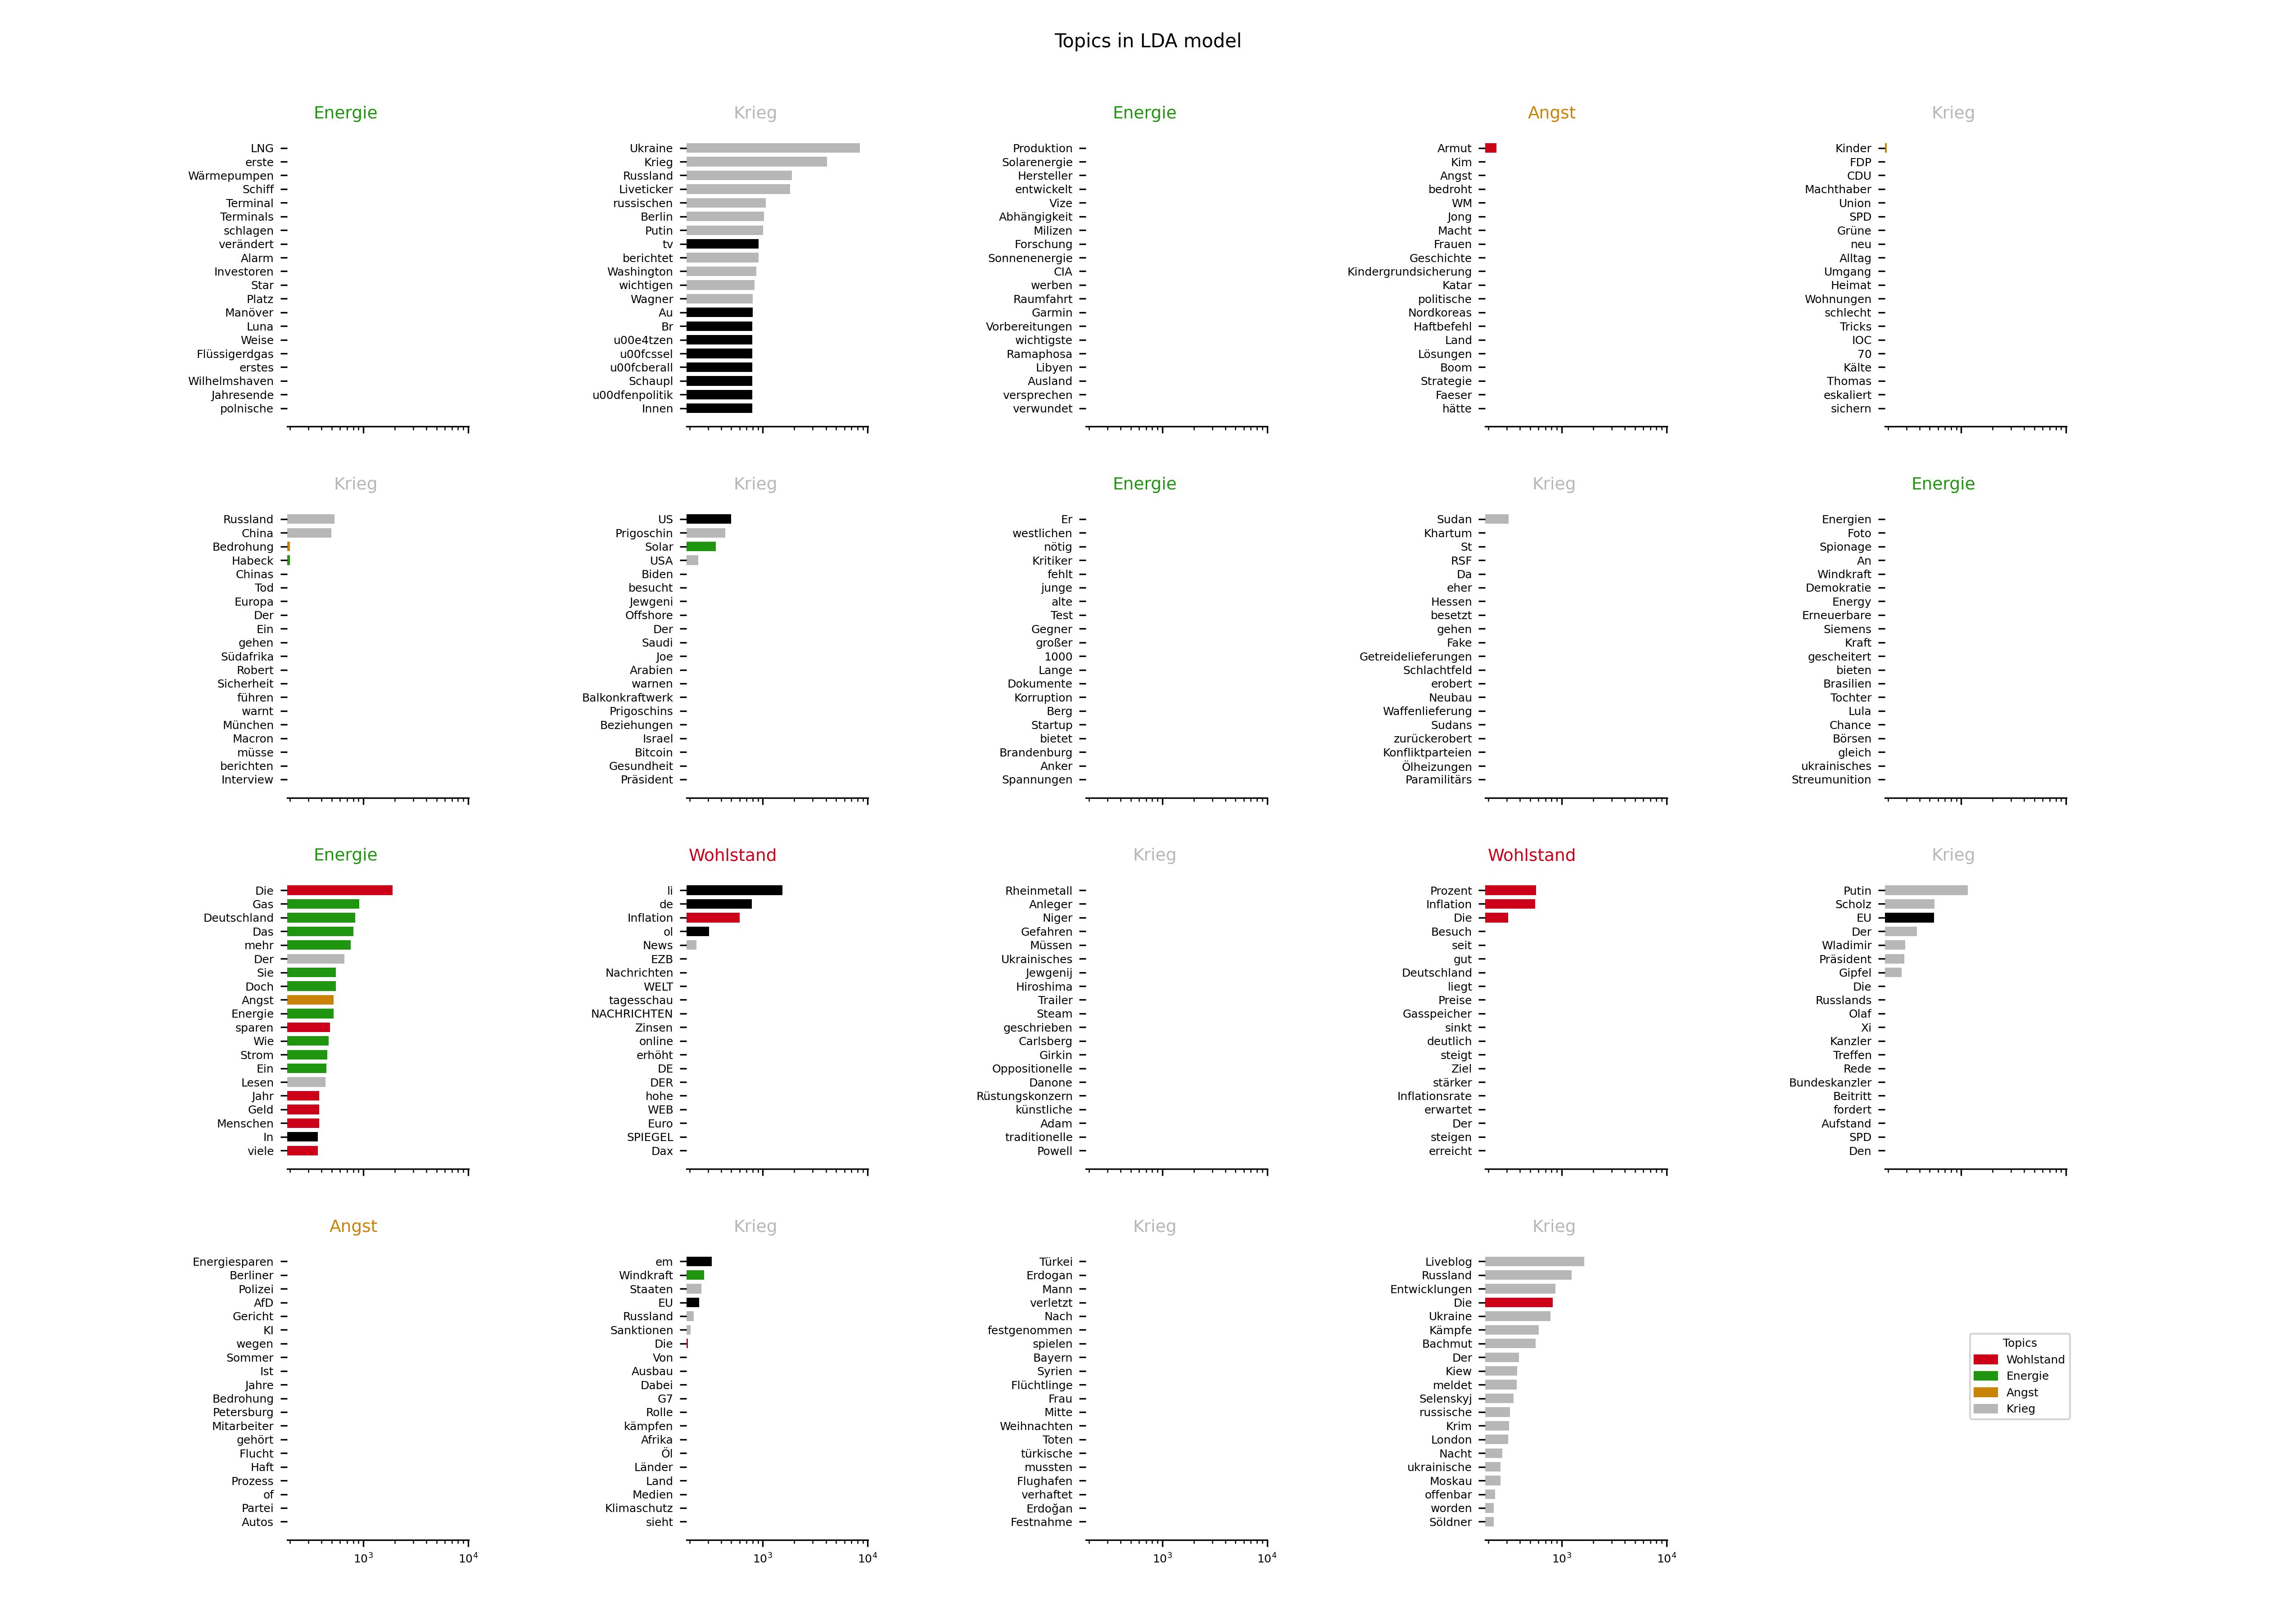 Topics in LDA model
Energie
LNG
erste
Wärmepumpen
Schiff
Terminal
Terminals
schlagen
verändert
Alarm
Investoren
Star
Platz
Manöver
Luna
Weise
Flüssigerdgas
erstes
Wilhelmshaven
Jahresende
polnische
Krieg
Ukraine
Krieg
Russland
Liveticker
russischen
Berlin
Putin
tv
berichtet
Washington
wichtigen
Wagner
Au
Br
u00e4tzen
u00fcssel
u00fcberall
Schaupl
u00dfenpolitik
Innen
Energie
Produktion
Solarenergie
Hersteller
entwickelt
Vize
Abhängigkeit
Milizen
Forschung
Sonnenenergie
CIA
werben
Raumfahrt
Garmin
Vorbereitungen
wichtigste
Ramaphosa
Libyen
Ausland
versprechen
verwundet
Angst
Armut
Kim
Angst
bedroht
WM
Jong
Macht
Frauen
Geschichte
Kindergrundsicherung
Katar
politische
Nordkoreas
Haftbefehl
Land
Lösungen
Boom
Strategie
Faeser
hätte
Krieg
Kinder
FDP
CDU
Machthaber
Union
SPD
Grüne
neu
Alltag
Umgang
Heimat
Wohnungen
schlecht
Tricks
IOC
70
Kälte
Thomas
eskaliert
sichern
Krieg
Russland
China
Bedrohung
Habeck
Chinas
Tod
Europa
Der
Ein
gehen
Südafrika
Robert
Sicherheit
führen
warnt
München
Macron
müsse
berichten
Interview
Krieg
US
Prigoschin
Solar
USA
Biden
besucht
Jewgeni
Offshore
Der
Saudi
Joe
Arabien
warnen
Balkonkraftwerk
Prigoschins
Beziehungen
Israel
Bitcoin
Gesundheit
Präsident
Energie
Er
westlichen
nötig
Kritiker
fehlt
junge
alte
Test
Gegner
großer
1000
Lange
Dokumente
Korruption
Berg
Startup
bietet
Brandenburg
Anker
Spannungen
Krieg
Sudan
Khartum
St
RSF
Da
eher
Hessen
besetzt
gehen
Fake
Getreidelieferungen
Schlachtfeld
erobert
Neubau
Waffenlieferung
Sudans
zurückerobert
Konfliktparteien
Ölheizungen
Paramilitärs
Energie
Energien
Foto
Spionage
An
Windkraft
Demokratie
Energy
Erneuerbare
Siemens
Kraft
gescheitert
bieten
Brasilien
Tochter
Lula
Chance
Börsen
gleich
ukrainisches
Streumunition
Energie
Die
Gas
Deutschland
Das
mehr
Der
Sie
Doch
Angst
Energie
sparen
Wie
Strom
Ein
Lesen
Jahr
Geld
Menschen
In
viele
Wohlstand
li
de
Inflation
ol
News
EZB
Nachrichten
WELT
tagesschau
NACHRICHTEN
Zinsen
online
erhöht
DE
DER
hohe
WEB
Euro
SPIEGEL
Dax
Krieg
Rheinmetall
Anleger
Niger
Gefahren
Müssen
Ukrainisches
Jewgenij
Hiroshima
Trailer
Steam
geschrieben
Carlsberg
Girkin
Oppositionelle
Danone
Rüstungskonzern
künstliche
Adam
traditionelle
Powell
Wohlstand
Prozent
Inflation
Die
Besuch
seit
gut
Deutschland
liegt
Preise
Gasspeicher
sinkt
deutlich
steigt
Ziel
stärker
Inflationsrate
erwartet
Der
steigen
erreicht
Krieg
Putin
Scholz
EU
Der
Wladimir
Präsident
Gipfel
Die
Russlands
Olaf
Xi
Kanzler
Treffen
Rede
Bundeskanzler
Beitritt
fordert
Aufstand
SPD
Den
Angst
Energiesparen
Berliner
Polizei
AfD
Gericht
KI
wegen
Sommer
Ist
Jahre
Bedrohung
Petersburg
Mitarbeiter
gehört
Flucht
Haft
Prozess
of
Partei
Autos
10³ 10⁴
Krieg
em
Windkraft
Staaten
EU
Russland
Sanktionen
Die
Von
Ausbau
Dabei
G7
Rolle
kämpfen
Afrika
Öl
Länder
Land
Medien
Klimaschutz
sieht
10³ 10⁴
Krieg
Türkei
Erdogan
Mann
verletzt
Nach
festgenommen
spielen
Bayern
Syrien
Flüchtlinge
Frau
Mitte
Weihnachten
Toten
türkische
mussten
Flughafen
verhaftet
Erdoğan
Festnahme
10³ 10⁴
Krieg
Liveblog
Russland
Entwicklungen
Die
Ukraine
Kämpfe
Bachmut
Der
Kiew
meldet
Selenskyj
russische
Krim
London
Nacht
ukrainische
Moskau
offenbar
worden
Söldner
10³ 10⁴
Topics
Wohlstand
Energie
Angst
Krieg